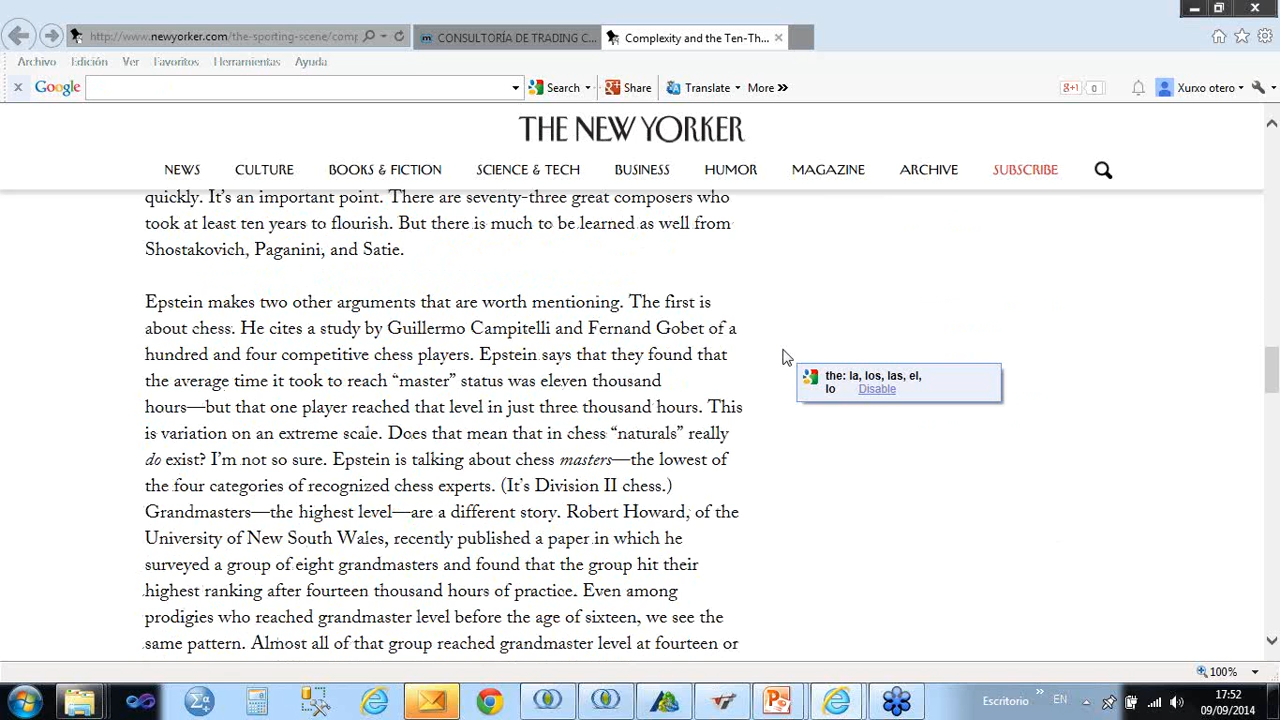 http://www.newyorker.com/the-sporting-scene/comp
CONSULTORÍA DE TRADING C...
Complexity and the Ten-Th...
Archivo Edición Ver Favoritos Herramientas Ayuda
Google Search Share Translate More » g+1 0 Xurxo otero
THE NEW YORKER
NEWS CULTURE BOOKS & FICTION SCIENCE & TECH BUSINESS HUMOR MAGAZINE ARCHIVE SUBSCRIBE
quickly. It’s an important point. There are seventy-three great composers who
took at least ten years to flourish. But there is much to be learned as well from
Shostakovich, Paganini, and Satie.
Epstein makes two other arguments that are worth mentioning. The first is
about chess. He cites a study by Guillermo Campitelli and Fernand Gobet of a
hundred and four competitive chess players. Epstein says that they found that
the average time it took to reach “master” status was eleven thousand
hours—but that one player reached that level in just three thousand hours. This
is variation on an extreme scale. Does that mean that in chess “naturals” really
do exist? I’m not so sure. Epstein is talking about chess masters—the lowest of
the four categories of recognized chess experts. (It’s Division II chess.)
Grandmasters—the highest level—are a different story. Robert Howard, of the
University of New South Wales, recently published a paper in which he
surveyed a group of eight grandmasters and found that the group hit their
highest ranking after fourteen thousand hours of practice. Even among
prodigies who reached grandmaster level before the age of sixteen, we see the
same pattern. Almost all of that group reached grandmaster level at fourteen or
the: la, los, las, el,
lo Disable
100%
Escritorio » EN
17:52
09/09/2014